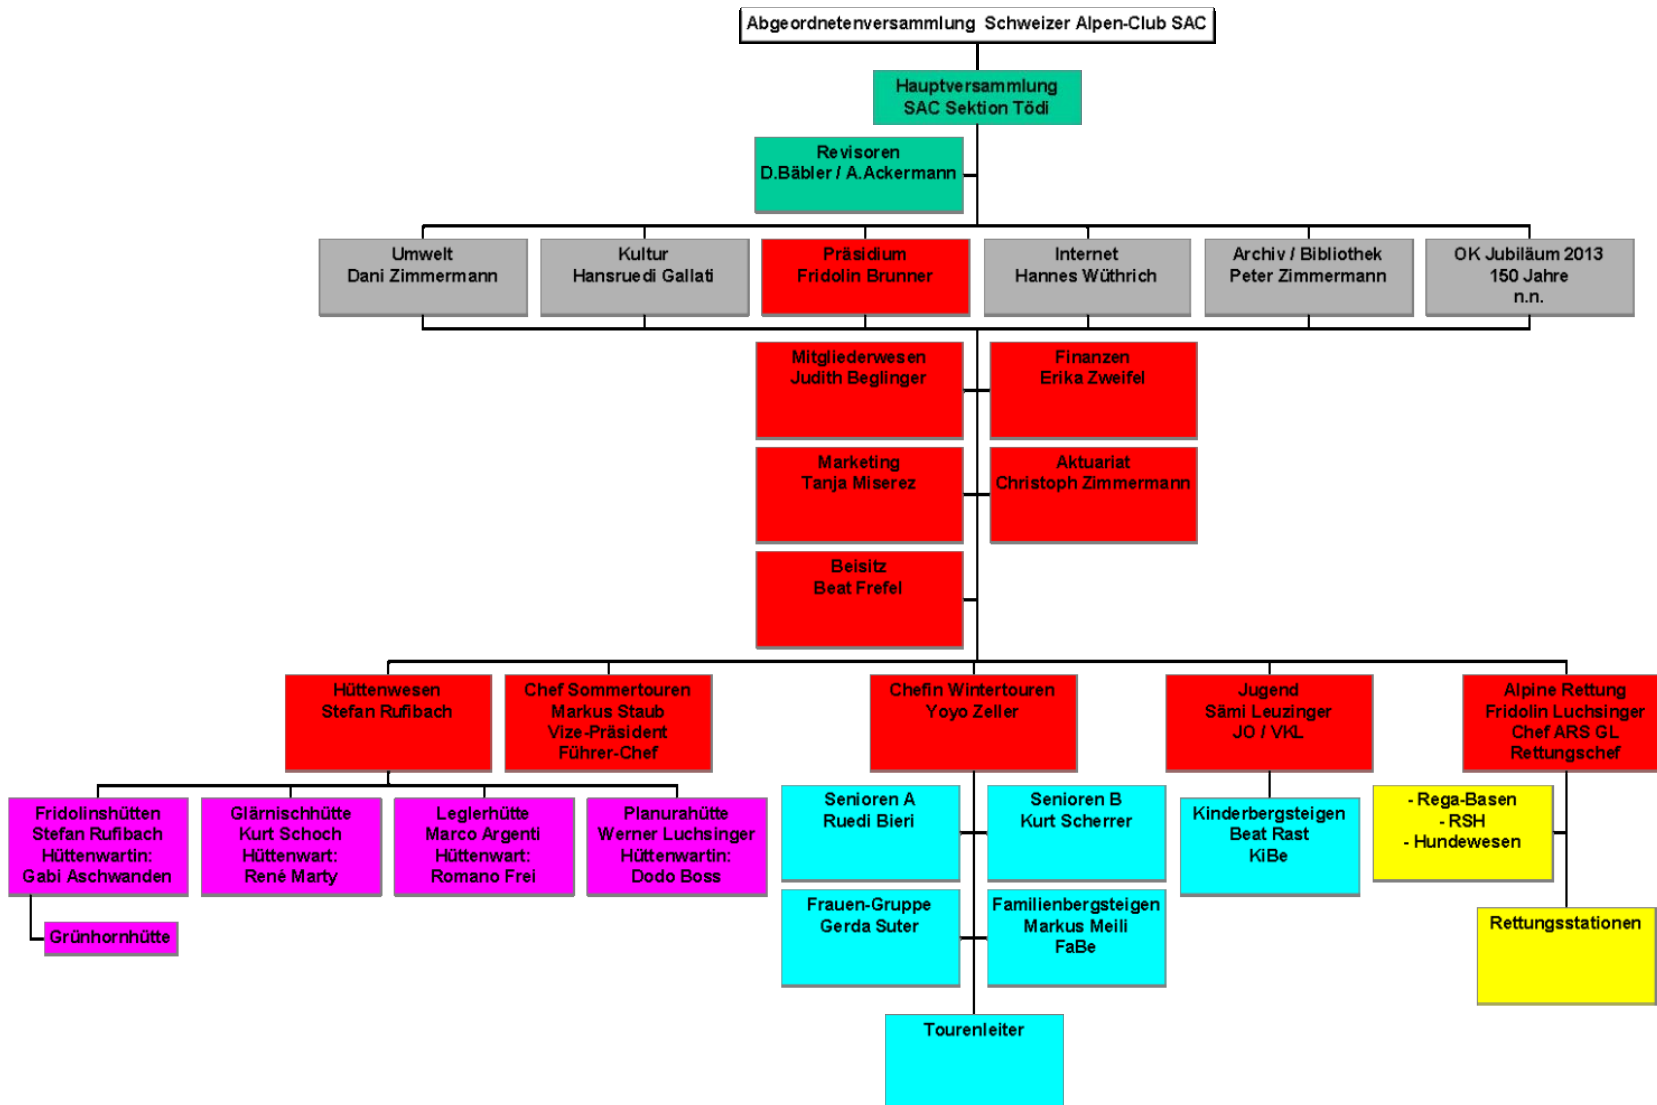 Abgeordnetenversammlung Schweizer Alpen-Club SAC
Hauptversammlung
SAC Sektion Tödi
Revisoren
D.Bäbler / A.Ackermann
Umwelt
Dani Zimmermann
Kultur
Hansruedi Gallati
Präsidium
Fridolin Brunner
Internet
Hannes Wüthrich
Archiv / Bibliothek
Peter Zimmermann
OK Jubiläum 2013
150 Jahre
n.n.
Mitgliederwesen
Judith Beglinger
Finanzen
Erika Zweifel
Marketing
Tanja Miserez
Aktuariat
Christoph Zimmermann
Beisitz
Beat Frefel
Hüttenwesen
Stefan Rufibach
Chef Sommertouren
Markus Staub
Vize-Präsident
Führer-Chef
Chefin Wintertouren
Yoyo Zeller
Jugend
Sämi Leuzinger
JO / VKL
Alpine Rettung
Fridolin Luchsinger
Chef ARS GL
Rettungschef
Fridolinshütten
Stefan Rufibach
Hüttenwartin:
Gabi Aschwanden
Glärnischhütte
Kurt Schoch
Hüttenwart:
René Marty
Leglerhütte
Marco Argenti
Hüttenwart:
Romano Frei
Planurahütte
Werner Luchsinger
Hüttenwartin:
Dodo Boss
Senioren A
Ruedi Bieri
Senioren B
Kurt Scherrer
Kinderbergsteigen
Beat Rast
KiBe
- Rega-Basen
- RSH
- Hundewesen
Grünhornhütte
Frauen-Gruppe
Gerda Suter
Familienbergsteigen
Markus Meili
FaBe
Rettungsstationen
Tourenleiter